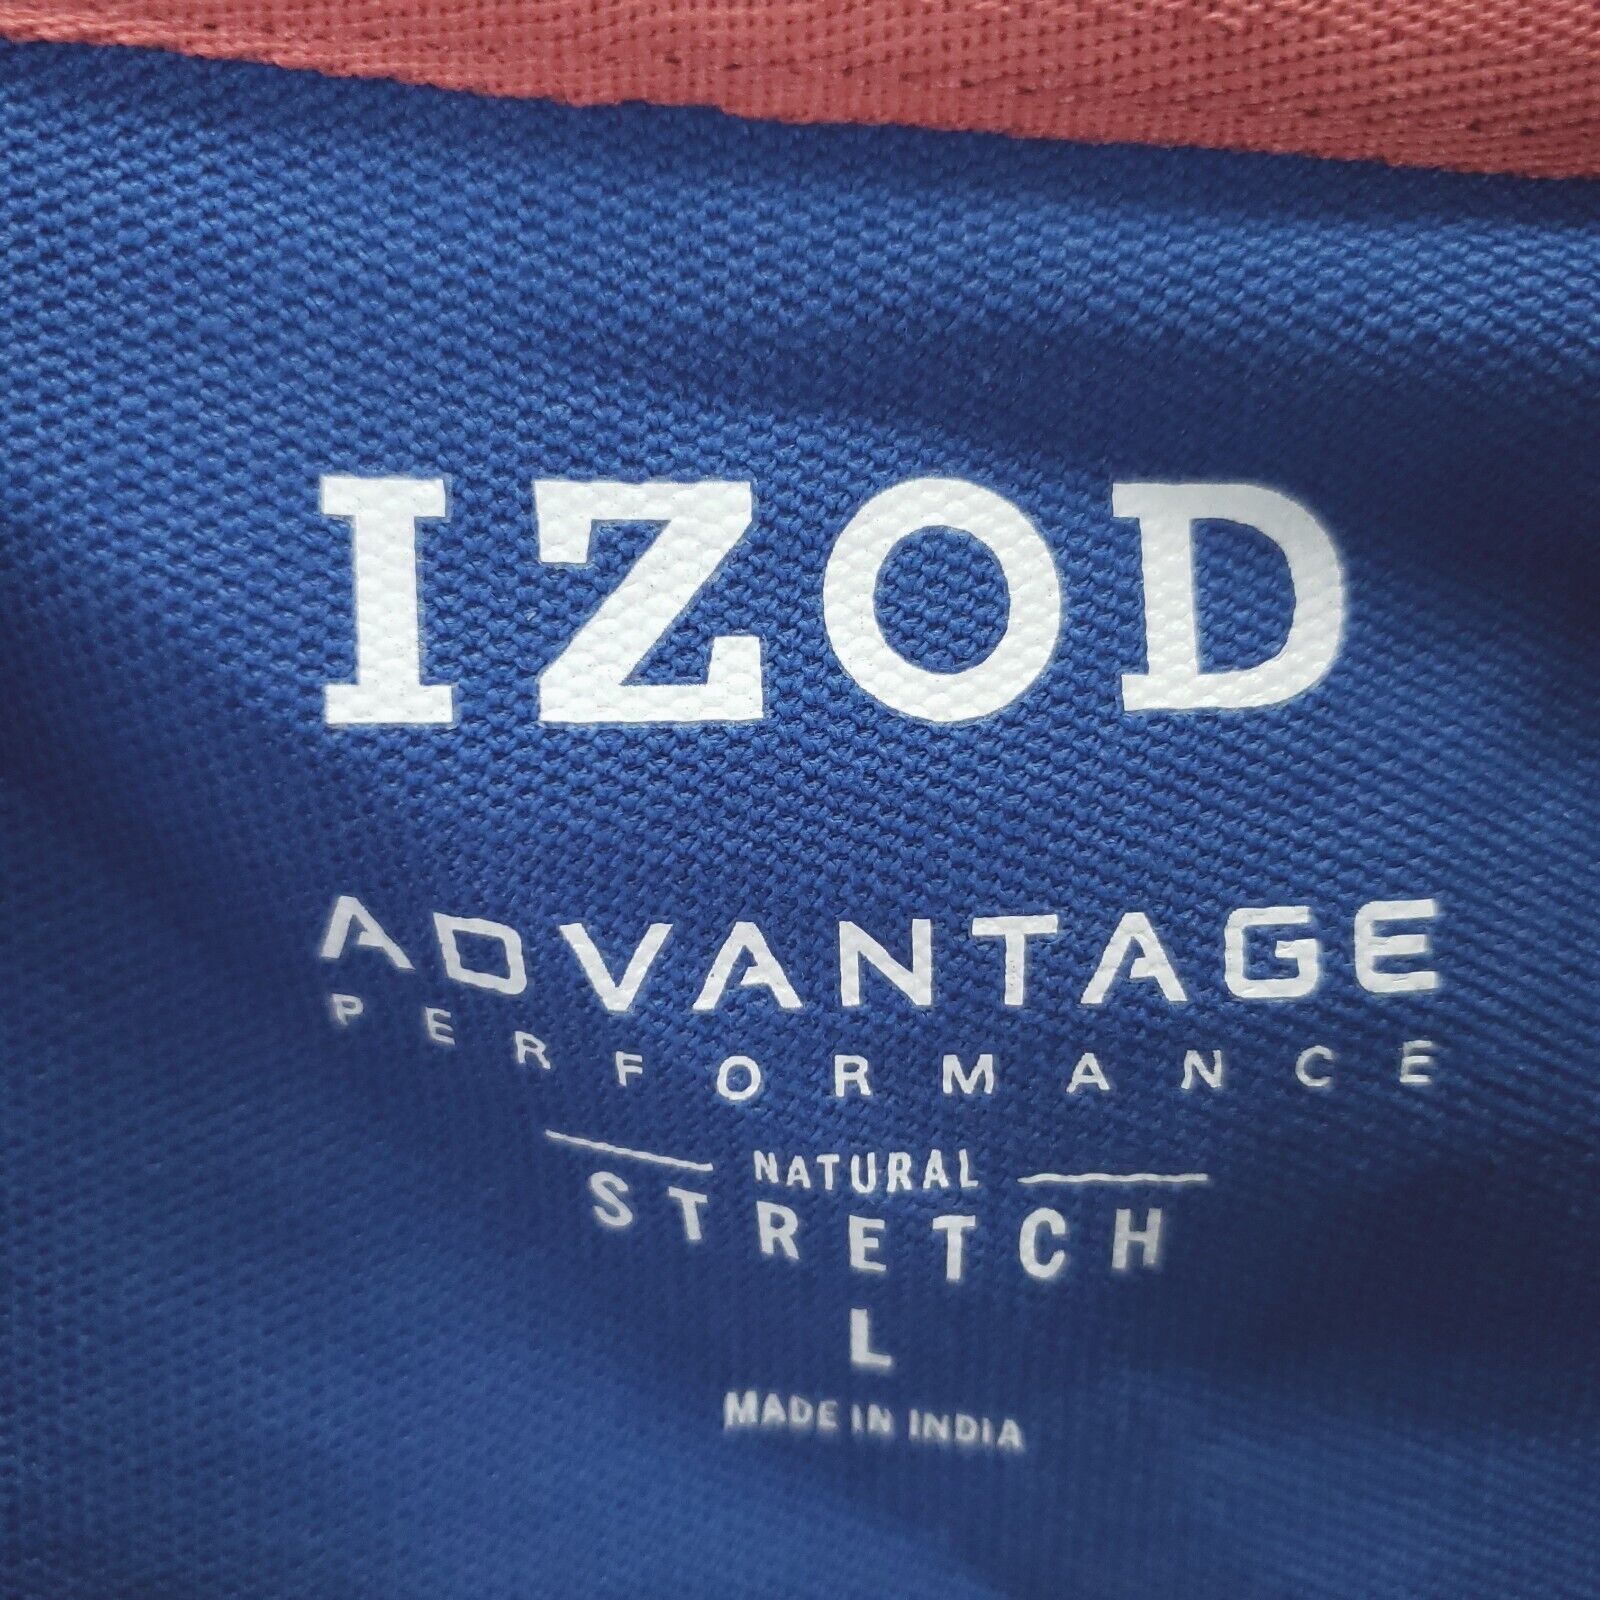 IZOD
ADVANTAGE
PERFORMANCE
NATURAL
STRETCH
L
MADE IN INDIA